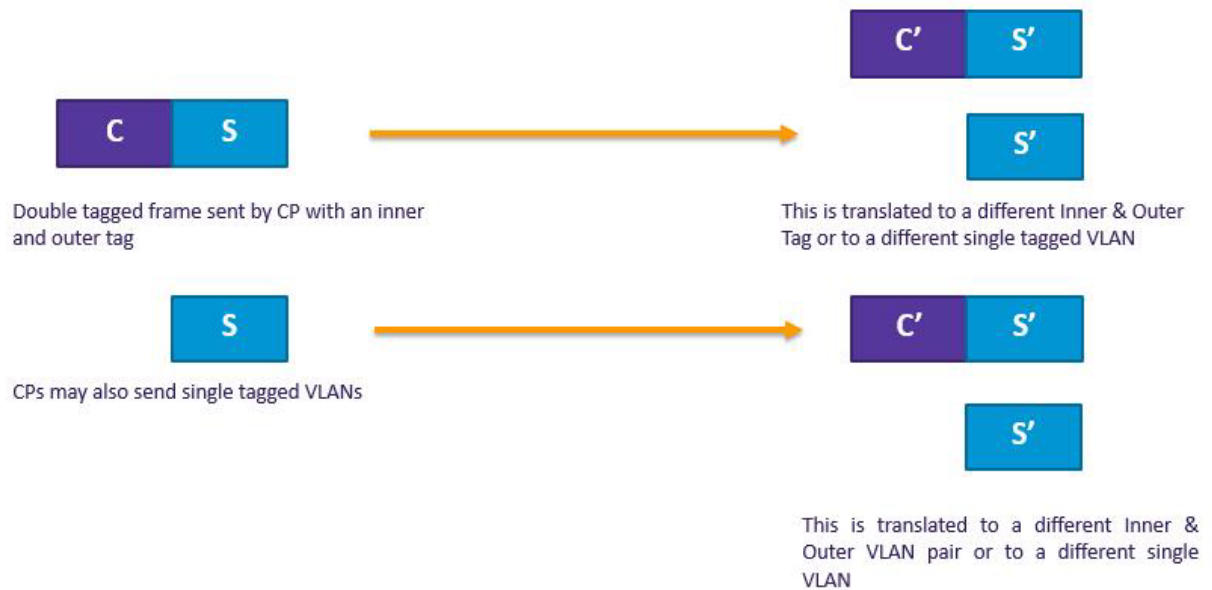 C' S'
C S
S'
Double tagged frame sent by CP with an inner
and outer tag
This is translated to a different Inner & Outer
Tag or to a different single tagged VLAN
S
C' S'
CPs may also send single tagged VLANs
S'
This is translated to a different Inner &
Outer VLAN pair or to a different single
VLAN